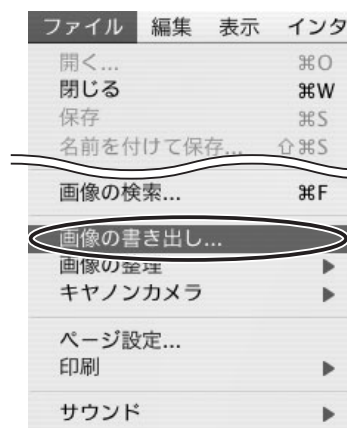 ファイル 編集 表示 インタ
開く... ⌘O
閉じる ⌘W
保存 ⌘S
名前を付けて保存... ⇧⌘S
画像の検索... ⌘F
画像の書き出し...
画像の整理 ▶
キヤノンカメラ ▶
ページ設定...
印刷 ▶
サウンド ▶